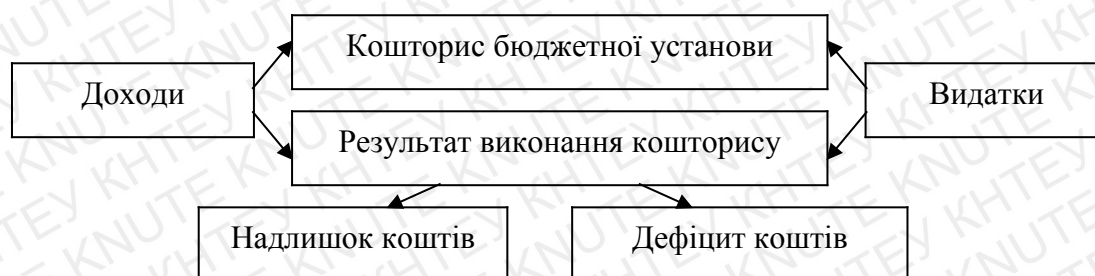 Кошторис бюджетної установи
Доходи
Видатки
Результат виконання кошторису
Надлишок коштів
Дефіцит коштів